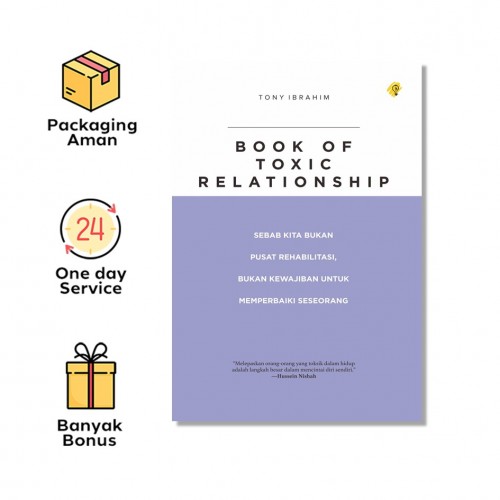 Packaging
Aman
24
One day
Service
Banyak
Bonus
TONY IBRAHIM
BOOK OF
TOXIC
RELATIONSHIP
SEBAB KITA BUKAN
PUSAT REHABILITASI,
BUKAN KEWAJIBAN UNTUK
MEMPERBAIKI SESEORANG
"Melepaskan orang-orang yang toksik dalam hidup
adalah langkah besar dalam mencintai diri sendiri."
—Hussein Nishah